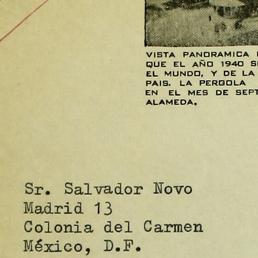 VISTA PANORAMICA
QUE EL AÑO 1940
EL MUNDO, Y DE LA
PAIS. LA PERGOLA
EN EL MES DE SEPT
ALAMEDA.
Sr. Salvador Novo
Madrid 13
Colonia del Carmen
México, D.F.